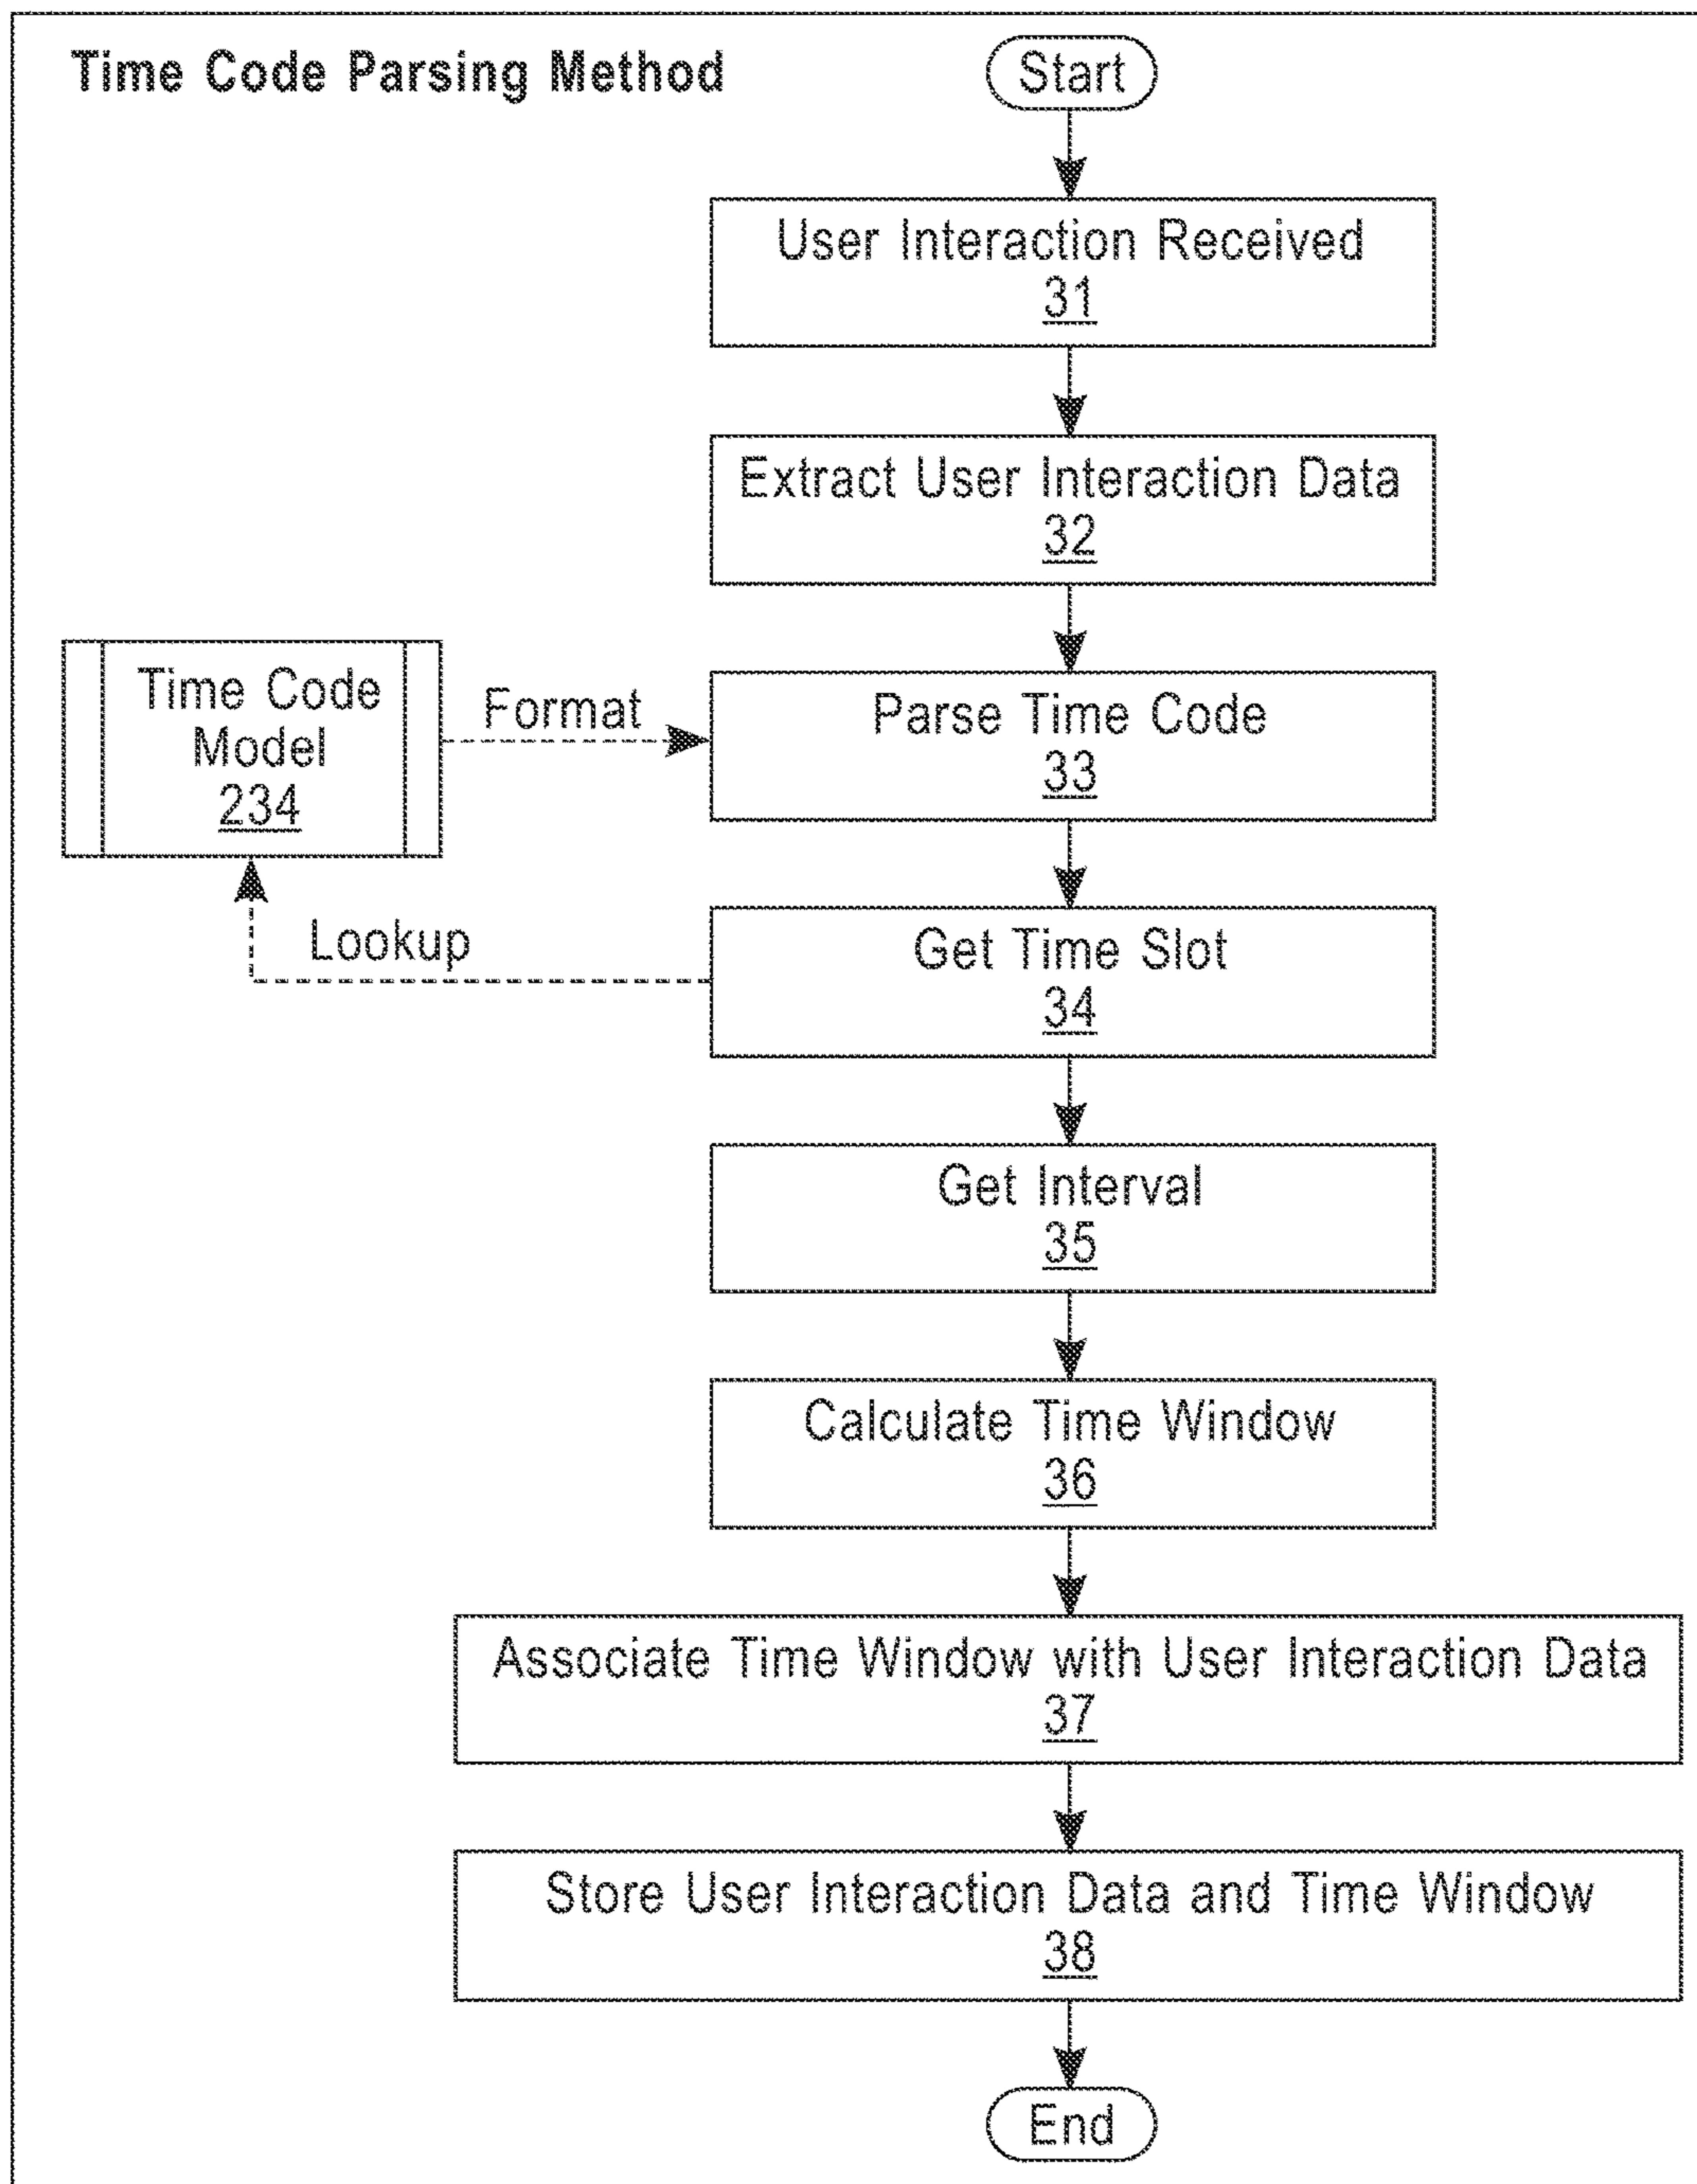 Time Code Parsing Method
Start
User Interaction Received
31
Extract User Interaction Data
32
Time Code
Model
234
Format
Parse Time Code
33
Lookup
Get Time Slot
34
Get Interval
35
Calculate Time Window
36
Associate Time Window with User Interaction Data
37
Store User Interaction Data and Time Window
38
End